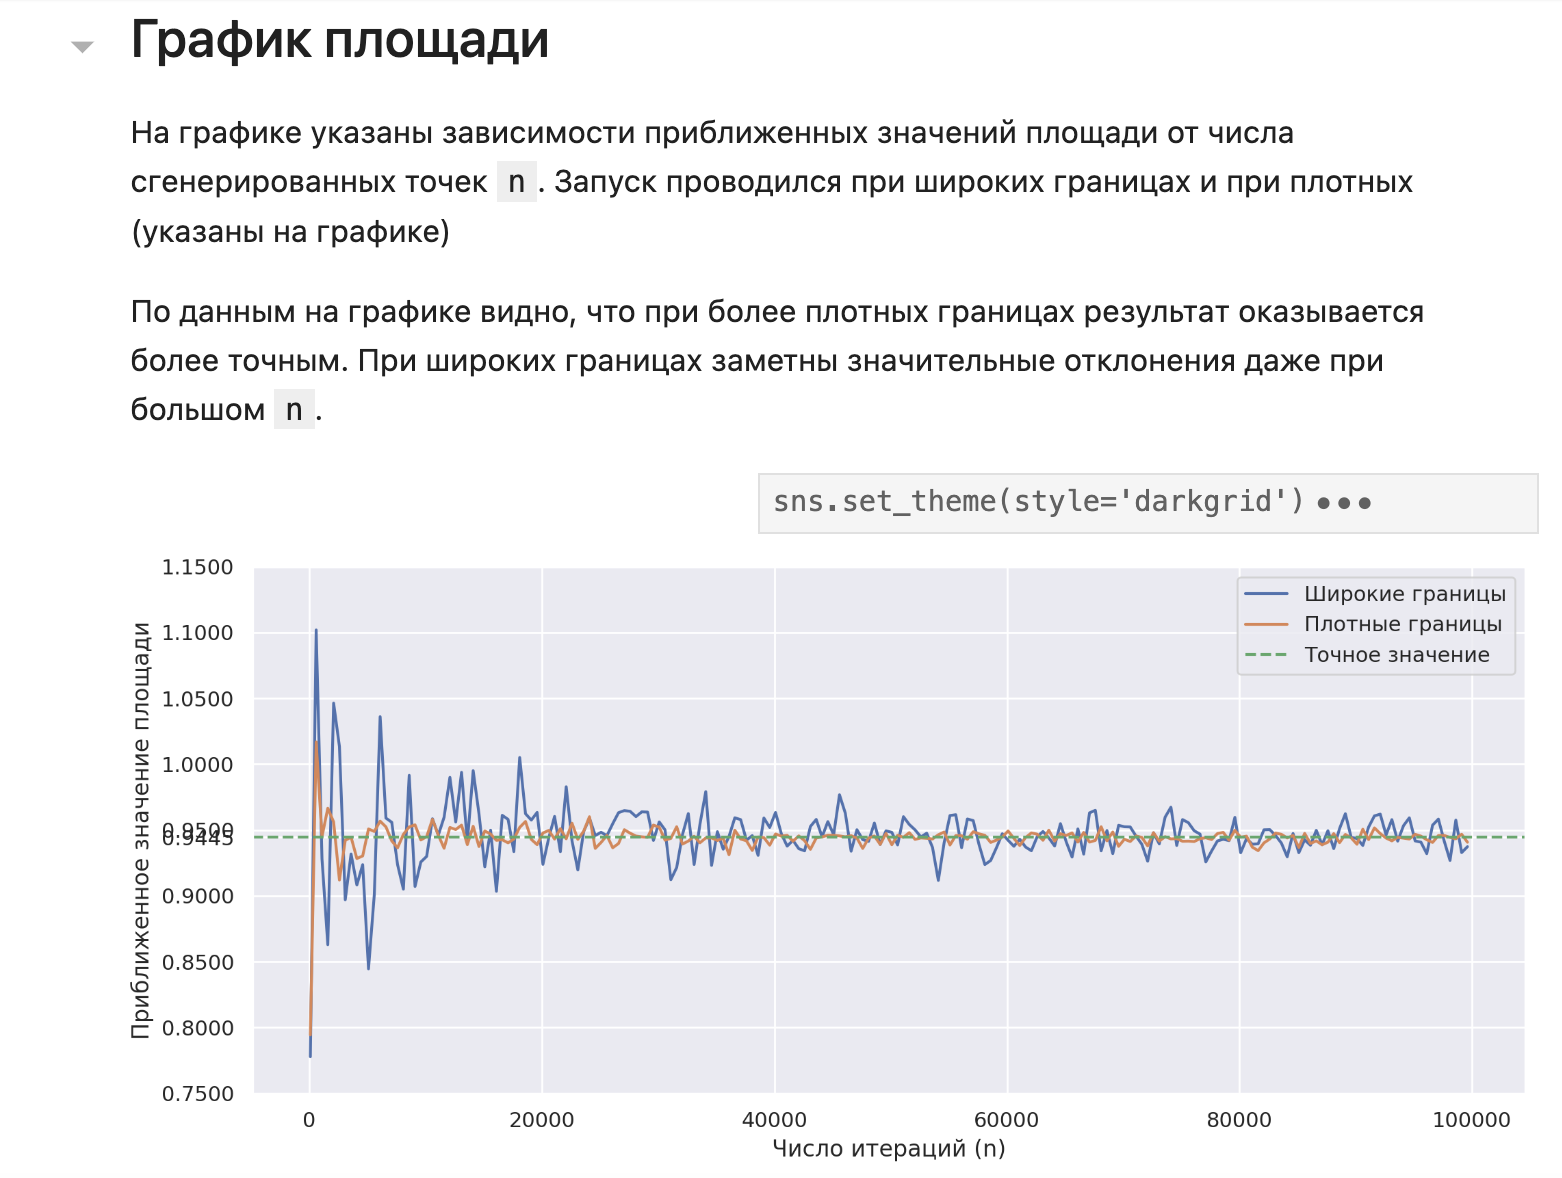 График площади
На графике указаны зависимости приближенных значений площади от числа
сгенерированных точек n. Запуск проводился при широких границах и при плотных
(указаны на графике)
По данным на графике видно, что при более плотных границах результат оказывается
более точным. При широких границах заметны значительные отклонения даже при
большом n.
sns.set_theme(style='darkgrid') •••
Приближенное значение площади
1.1500
1.1000
1.0500
1.0000
0.9500
0.9445
0.9000
0.8500
0.8000
0.7500
Широкие границы
Плотные границы
Точное значение
0 20000 40000 60000 80000 100000
Число итераций (n)